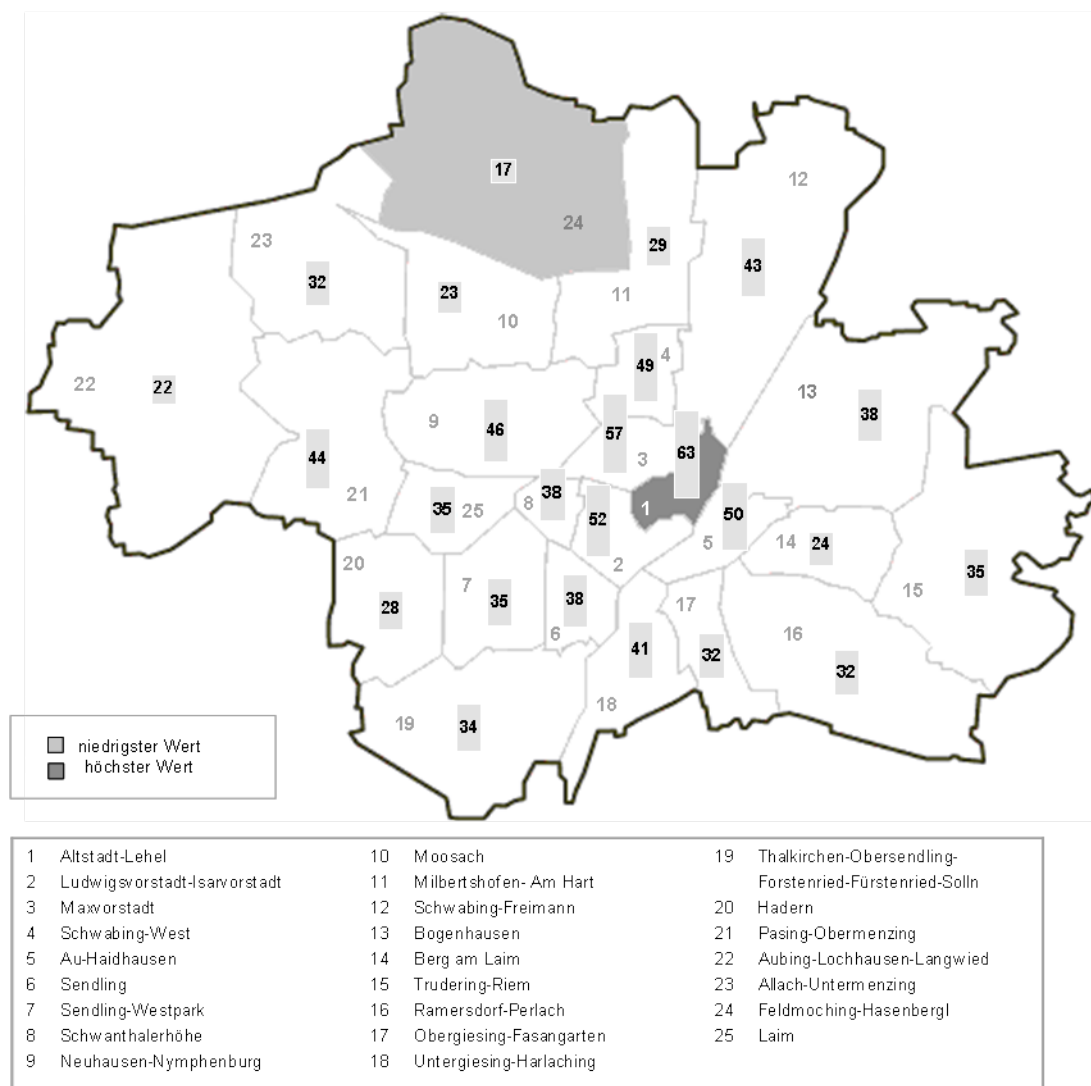 17
12
24
23
29
43
32
23
11
10
49
4
22
22
13
38
9
46
57
63
3
44
21
38
8
35
25
52
1
50
5
14
24
20
2
35
15
7
28
35
38
17
6
16
41
32
32
18
19
34
niedrigster Wert
höchster Wert
1 Altstadt-Lehel
2 Ludwigsvorstadt-Isarvorstadt
3 Maxvorstadt
4 Schwabing-West
5 Au-Haidhausen
6 Sendling
7 Sendling-Westpark
8 Schwanthalerhöhe
9 Neuhausen-Nymphenburg
10 Moosach
11 Milbertshofen- Am Hart
12 Schwabing-Freimann
13 Bogenhausen
14 Berg am Laim
15 Trudering-Riem
16 Ramersdorf-Perlach
17 Obergiesing-Fasangarten
18 Untergiesing-Harlaching
19 Thalkirchen-Obersendling-
Forstenried-Fürstenried-Solln
20 Hadern
21 Pasing-Obermenzing
22 Aubing-Lochhausen-Langwied
23 Allach-Untermenzing
24 Feldmoching-Hasenbergl
25 Laim